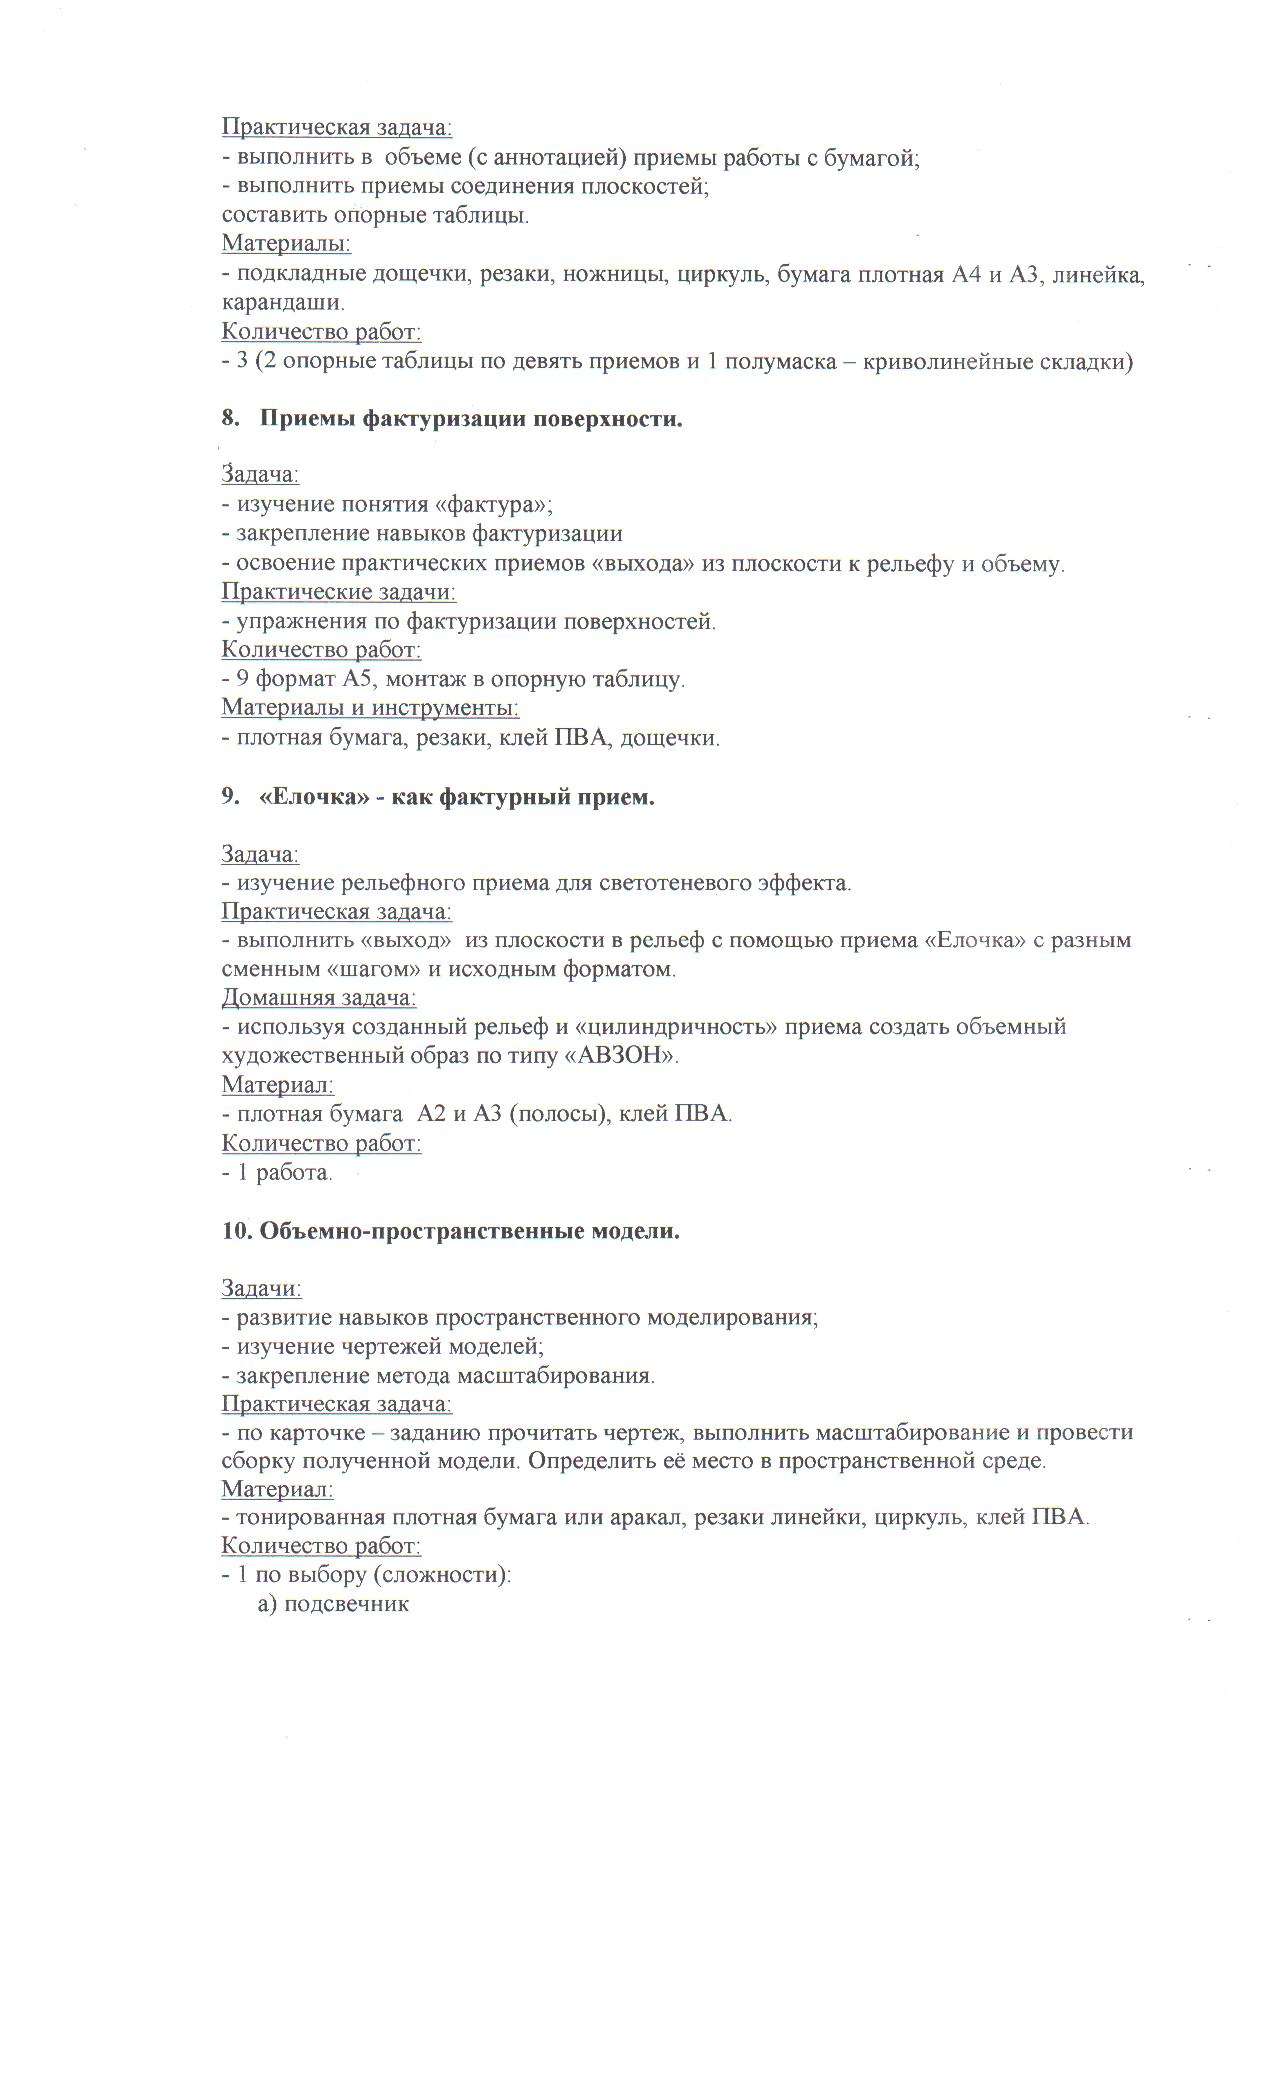 Практическая задача:
- выполнить в  объеме (с аннотацией) приемы работы с бумагой;
- выполнить приемы соединения плоскостей;
составить опорные таблицы.
Материалы:
- подкладные дощечки, резаки, ножницы, циркуль, бумага плотная А4 и А3, линейка,
карандаши.
Количество работ:
- 3 (2 опорные таблицы по девять приемов и 1 полумаска – криволинейные складки)
8.   Приемы фактуризации поверхности.
Задача:
- изучение понятия «фактура»;
- закрепление навыков фактуризации
- освоение практических приемов «выхода» из плоскости к рельефу и объему.
Практические задачи:
- упражнения по фактуризации поверхностей.
Количество работ:
- 9 формат А5, монтаж в опорную таблицу.
Материалы и инструменты:
- плотная бумага, резаки, клей ПВА, дощечки.
9.   «Елочка» - как фактурный прием.
Задача:
- изучение рельефного приема для светотеневого эффекта.
Практическая задача:
- выполнить «выход»  из плоскости в рельеф с помощью приема «Елочка» с разным
сменным «шагом» и исходным форматом.
Домашняя задача:
- используя созданный рельеф и «цилиндричность» приема создать объемный
художественный образ по типу «АВЗОН».
Материал:
- плотная бумага  А2 и А3 (полосы), клей ПВА.
Количество работ:
- 1 работа.
10. Объемно-пространственные модели.
Задачи:
- развитие навыков пространственного моделирования;
- изучение чертежей моделей;
- закрепление метода масштабирования.
Практическая задача:
- по карточке – заданию прочитать чертеж, выполнить масштабирование и провести
сборку полученной модели. Определить её место в пространственной среде.
Материал:
- тонированная плотная бумага или аракал, резаки линейки, циркуль, клей ПВА.
Количество работ:
- 1 по выбору (сложности):
а) подсвечник